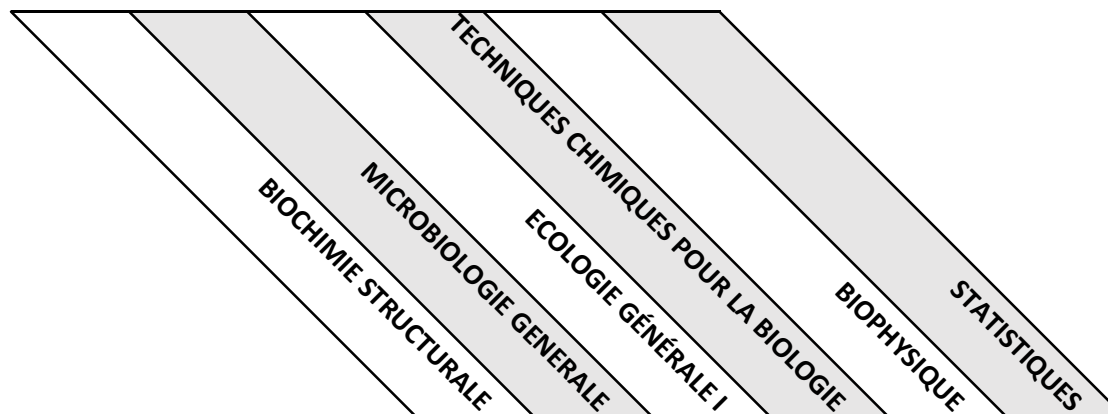 BIOCHIMIE STRUCTURALE
MICROBIOLOGIE GENERALE
ECOLOGIE GÉNÉRALE I
TECHNIQUES CHIMIQUES POUR LA BIOLOGIE
BIOPHYSIQUE
STATISTIQUES